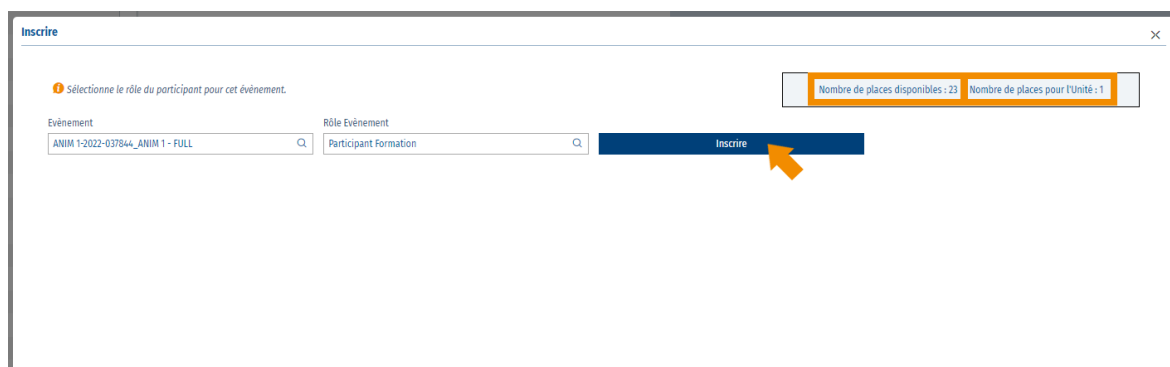 Inscrire
Sélectionne le rôle du participant pour cet évènement.
Nombre de places disponibles : 23 Nombre de places pour l'Unité : 1
Evènement Rôle Evènement
ANIM 1-2022-037844_ANIM 1 - FULL Participant Formation Inscrire